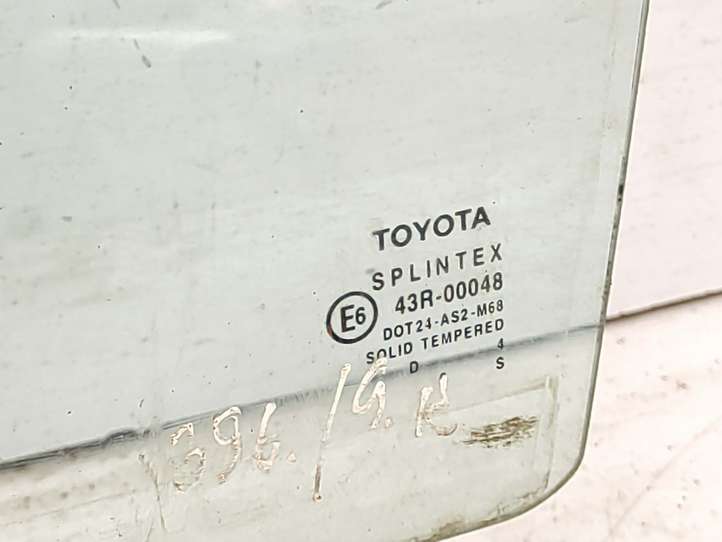 TOYOTA
SPLINTEX
E6 43R-00048
DOT24-AS2-M68
SOLID TEMPERED
D 4
S